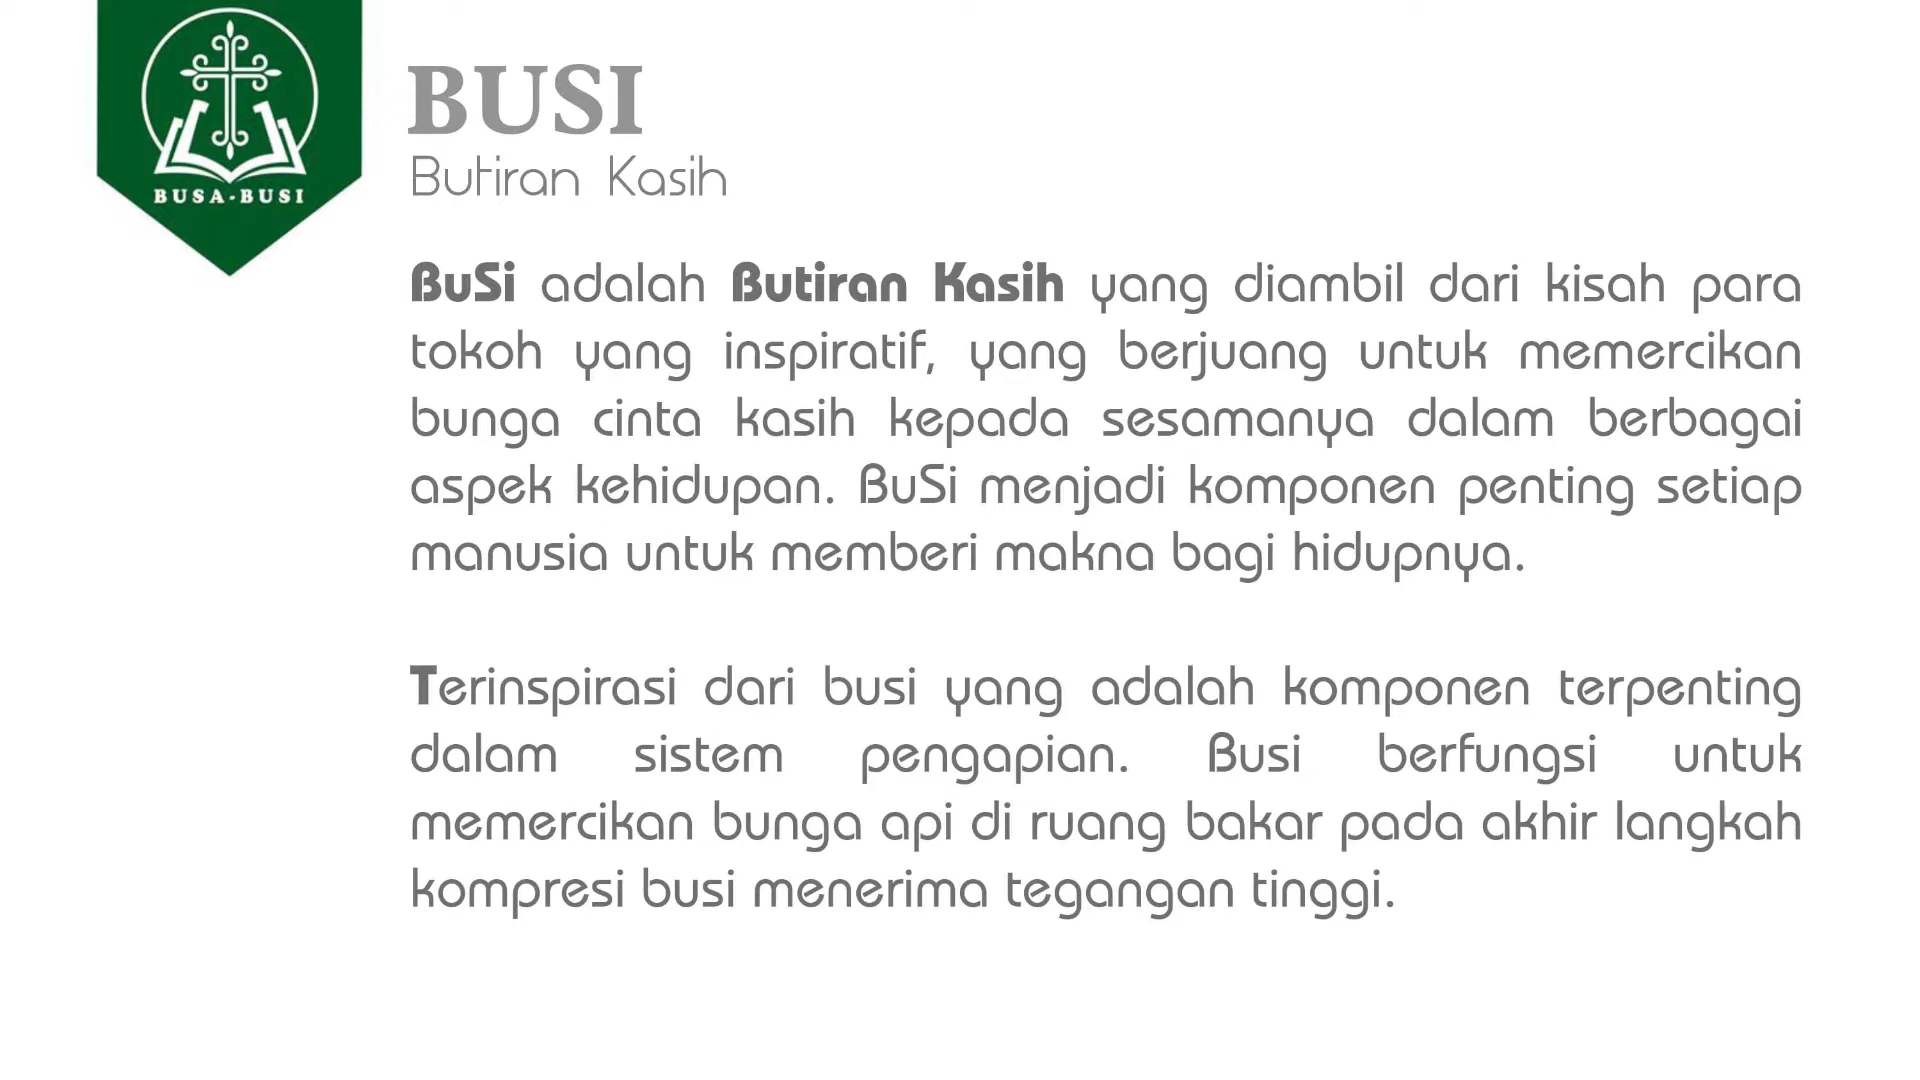 BUSA-BUSI
BUSI
Butiran Kasih
BuSi adalah Butiran Kasih yang diambil dari kisah para
tokoh yang inspiratif, yang berjuang untuk memercikan
bunga cinta kasih kepada sesamanya dalam berbagai
aspek kehidupan. BuSi menjadi komponen penting setiap
manusia untuk memberi makna bagi hidupnya.
Terinspirasi dari busi yang adalah komponen terpenting
dalam sistem pengapian. Busi berfungsi untuk
memercikan bunga api di ruang bakar pada akhir langkah
kompresi busi menerima tegangan tinggi.